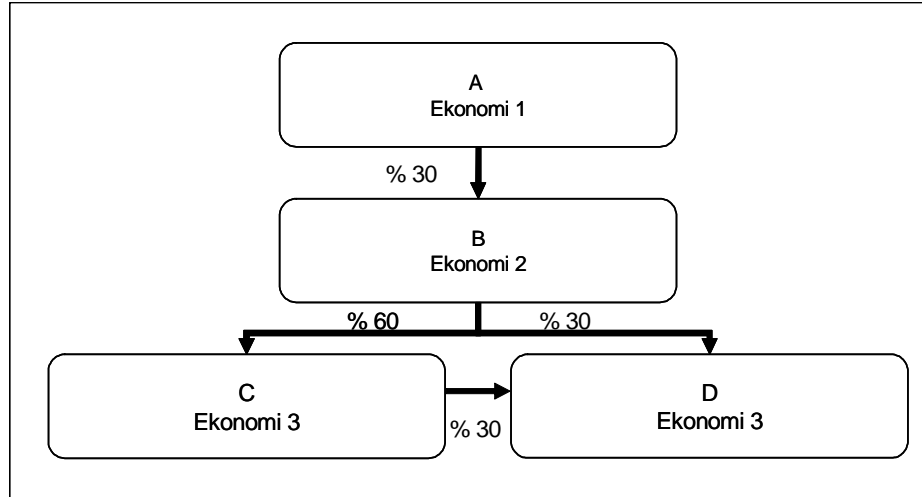 A
Ekonomi 1
% 30
B
Ekonomi 2
% 60
% 30
C
Ekonomi 3
% 30
D
Ekonomi 3